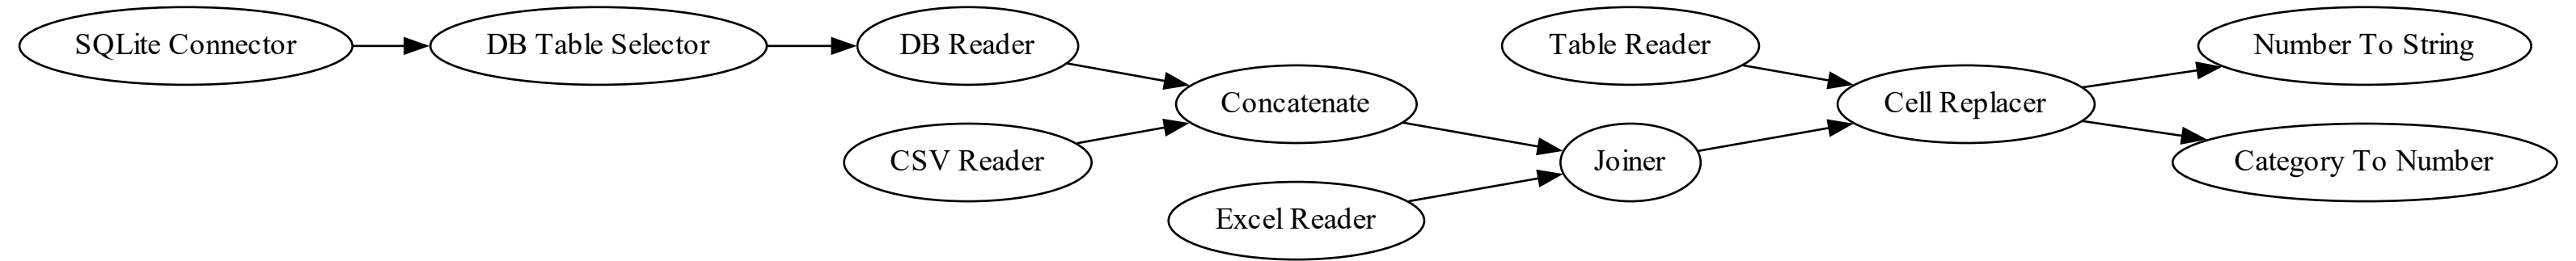 SQLite Connector
DB Table Selector
DB Reader
CSV Reader
Concatenate
Excel Reader
Table Reader
Joiner
Cell Replacer
Number To String
Category To Number